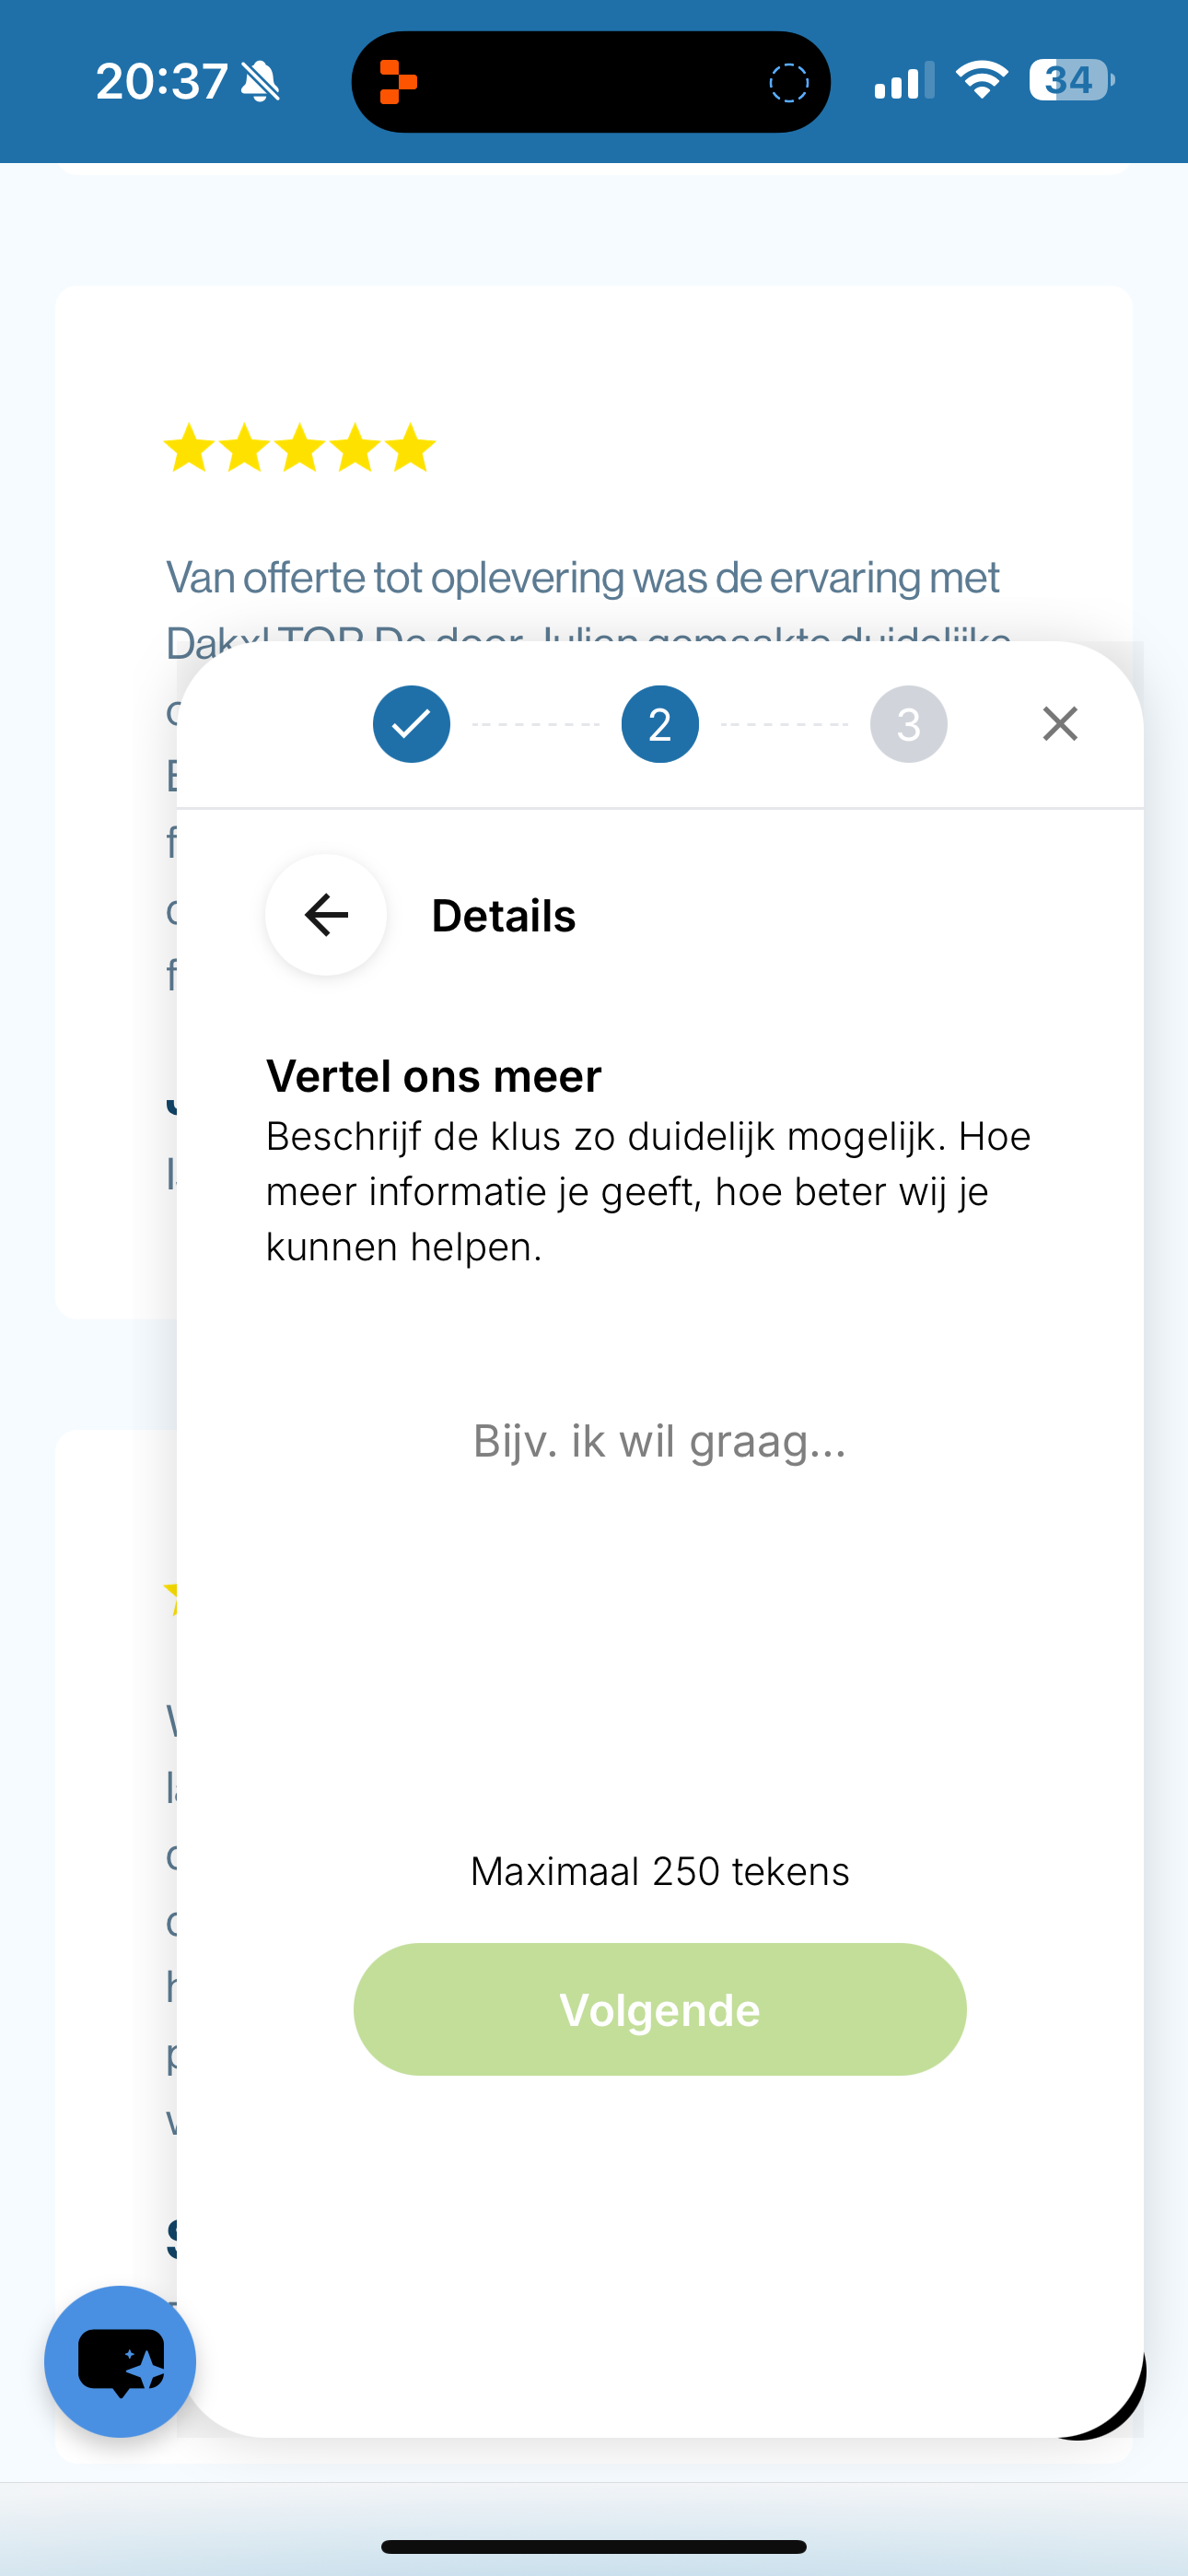 20:37
34
Van offerte tot oplevering was de ervaring met
2
3
Details
Vertel ons meer
Beschrijf de klus zo duidelijk mogelijk. Hoe
meer informatie je geeft, hoe beter wij je
kunnen helpen.
Bijv. ik wil graag...
Maximaal 250 tekens
Volgende